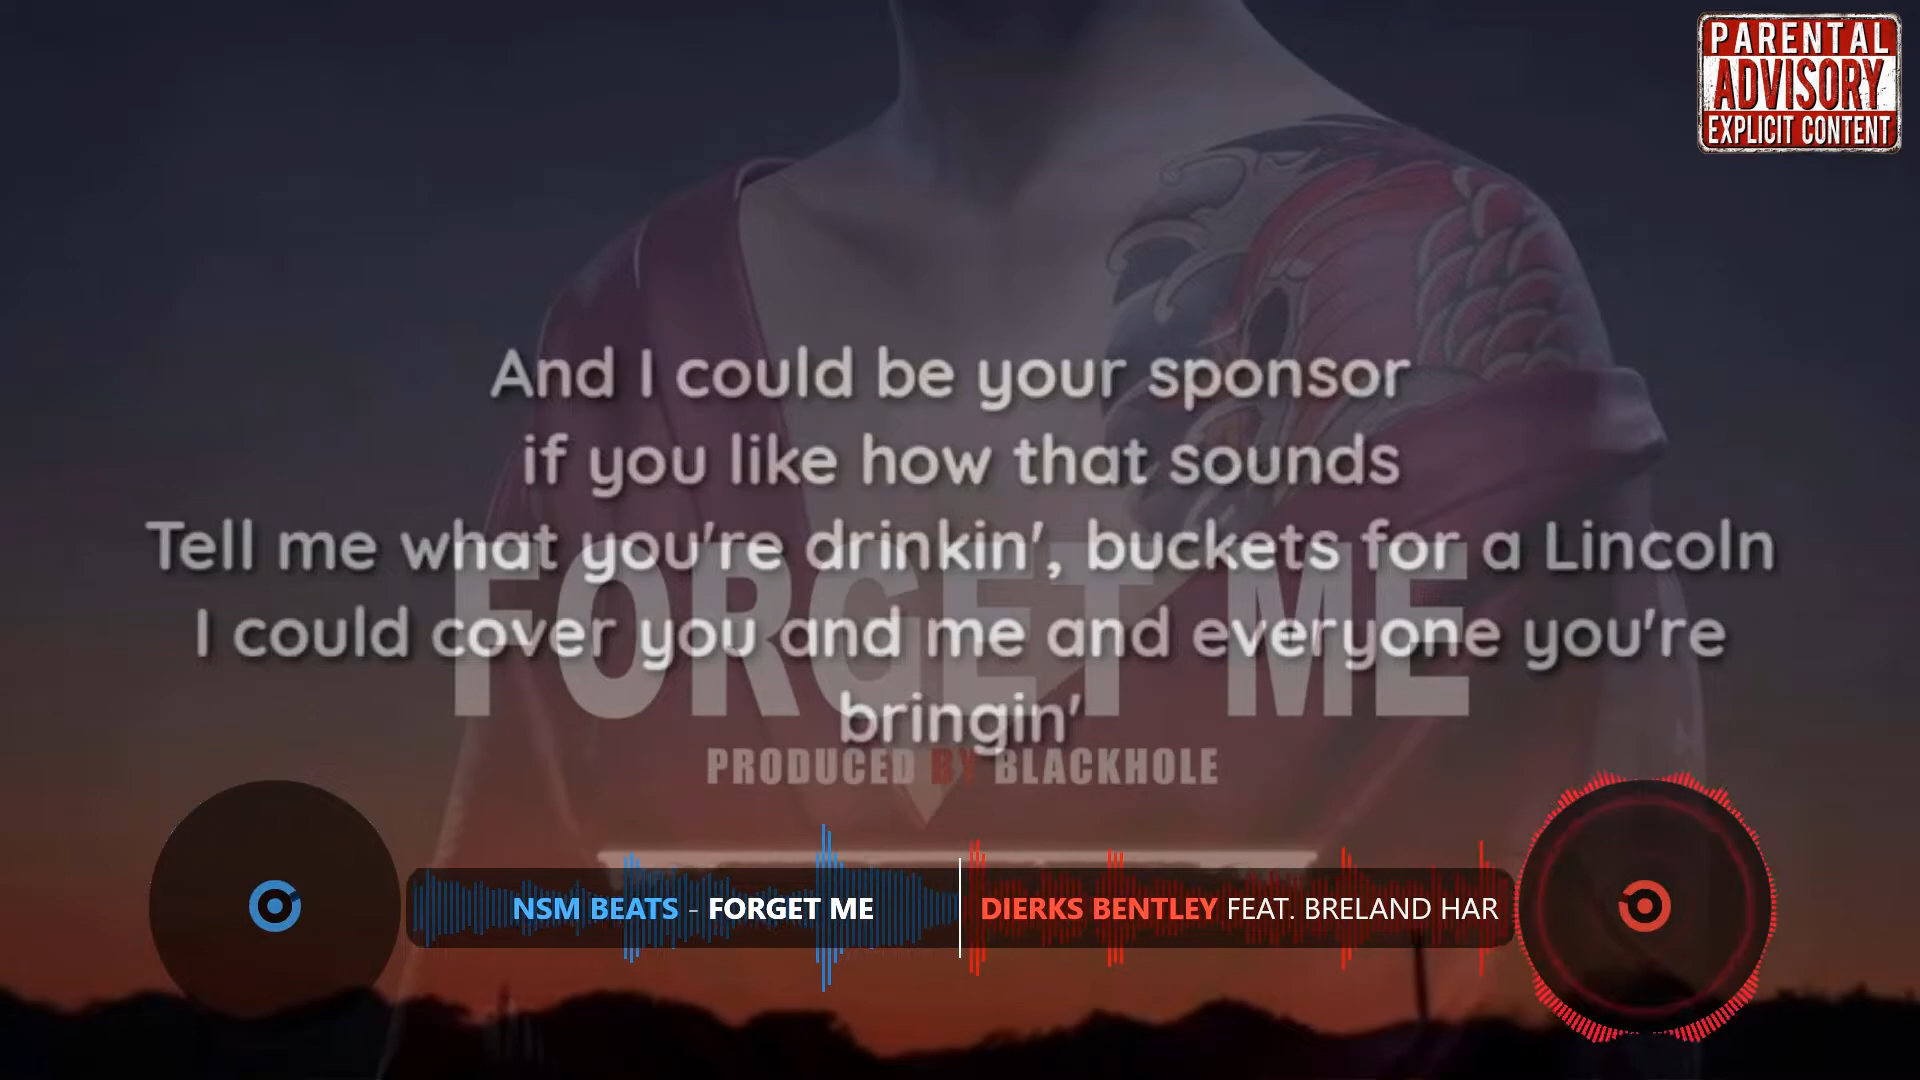 PARENTAL
ADVISORY
EXPLICIT CONTENT
And I could be your sponsor
if you like how that sounds
Tell me what you're drinkin', buckets for a Lincoln
I could cover you and me and everyone you're
bringin'
FORGET ME
PRODUCED BY BLACKHOLE
NSM BEATS - FORGET ME
DIERKS BENTLEY FEAT. BRELAND HAR